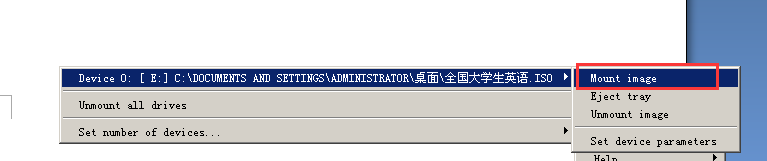 Device 0: [ E:] C:\DOCUMENTS AND SETTINGS\ADMINISTRATOR\桌面\全国大学生英语.ISO
Unmount all drives
Set number of devices...
Mount image
Eject tray
Unmount image
Set device parameters
Help